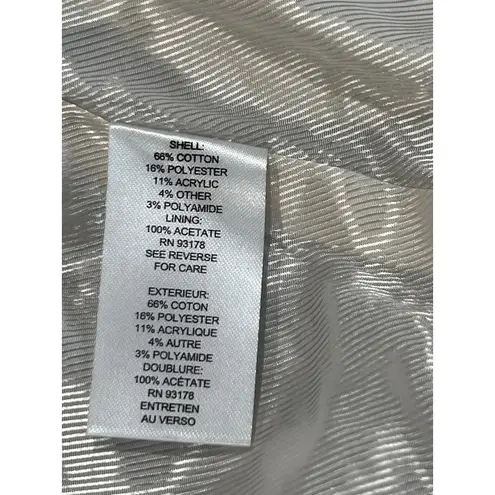 SHELL:
66% COTTON
16% POLYESTER
11% ACRYLIC
4% OTHER
3% POLYAMIDE
LINING:
100% ACETATE
RN 93178
SEE REVERSE
FOR CARE
EXTERIEUR:
66% COTON
16% POLYESTER
11% ACRYLIQUE
4% AUTRE
3% POLYAMIDE
DOUBLURE:
100% ACÉTATE
RN 93178
ENTRETIEN
AU VERSO